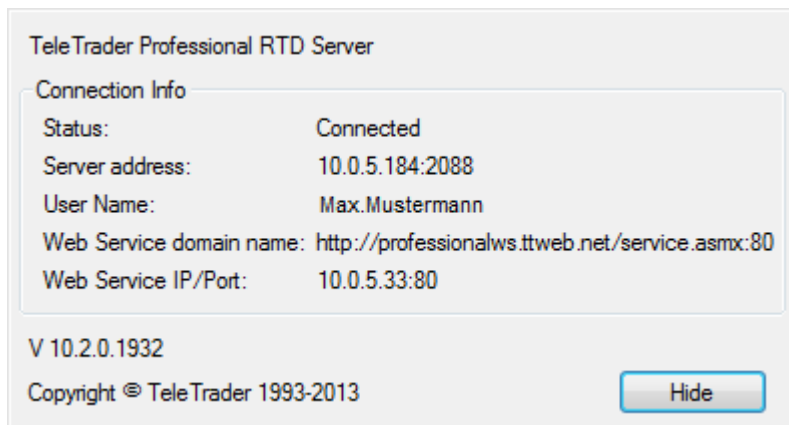 TeleTrader Professional RTD Server
Connection Info
Status: Connected
Server address: 10.0.5.184:2088
User Name: Max.Mustermann
Web Service domain name: http://professionalws.ttweb.net/service.asmx:80
Web Service IP/Port: 10.0.5.33:80
V 10.2.0.1932
Copyright © TeleTrader 1993-2013 Hide